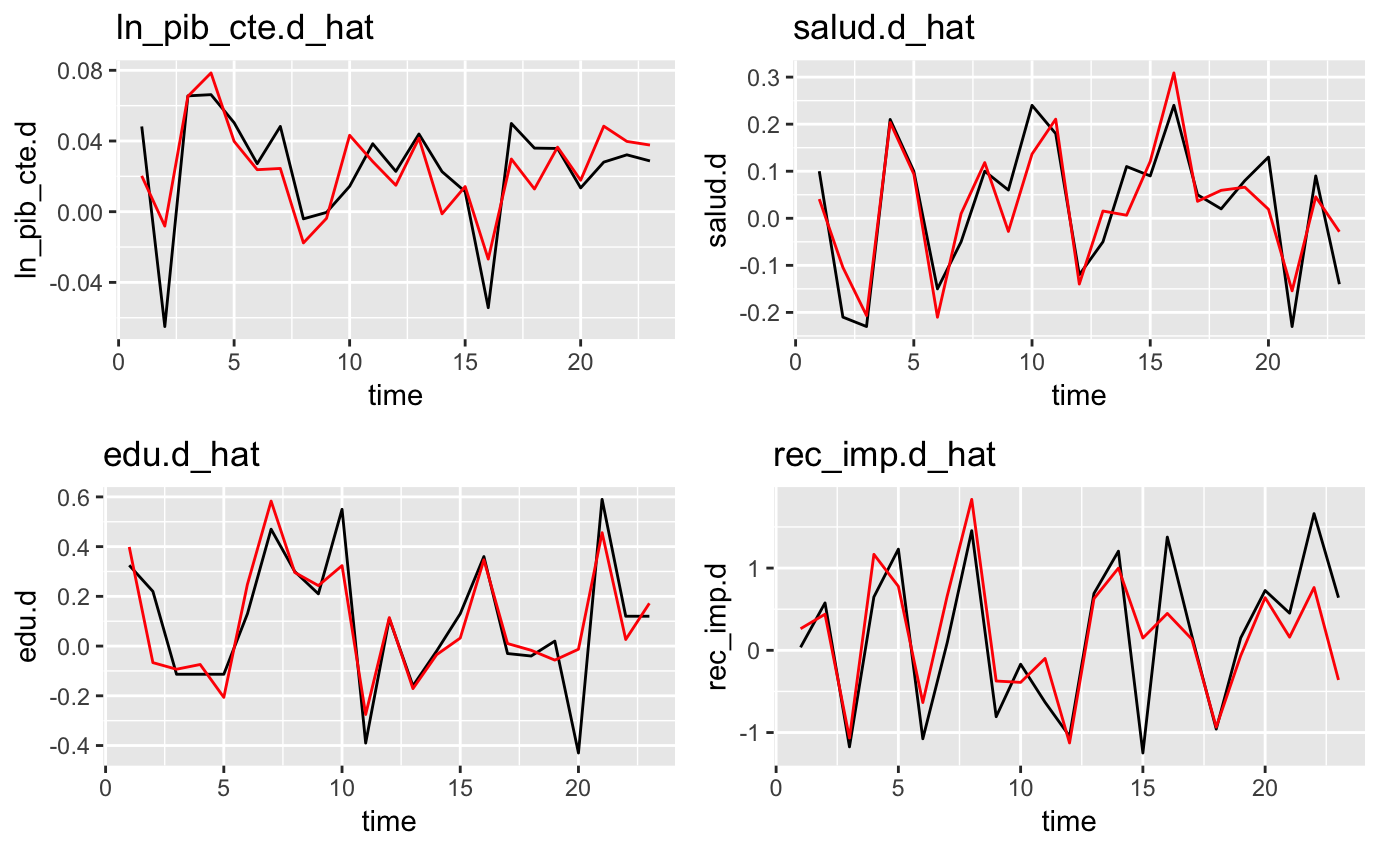 ln_pib_cte.d_hat
ln_pib_cte.d
0.08
0.04
0.00
-0.04
0 5 10 15 20
time
salud.d_hat
salud.d
0.3
0.2
0.1
0.0
-0.1
-0.2
0 5 10 15 20
time
edu.d_hat
edu.d
0.6
0.4
0.2
0.0
-0.2
-0.4
0 5 10 15 20
time
rec_imp.d_hat
rec_imp.d
1
0
-1
0 5 10 15 20
time